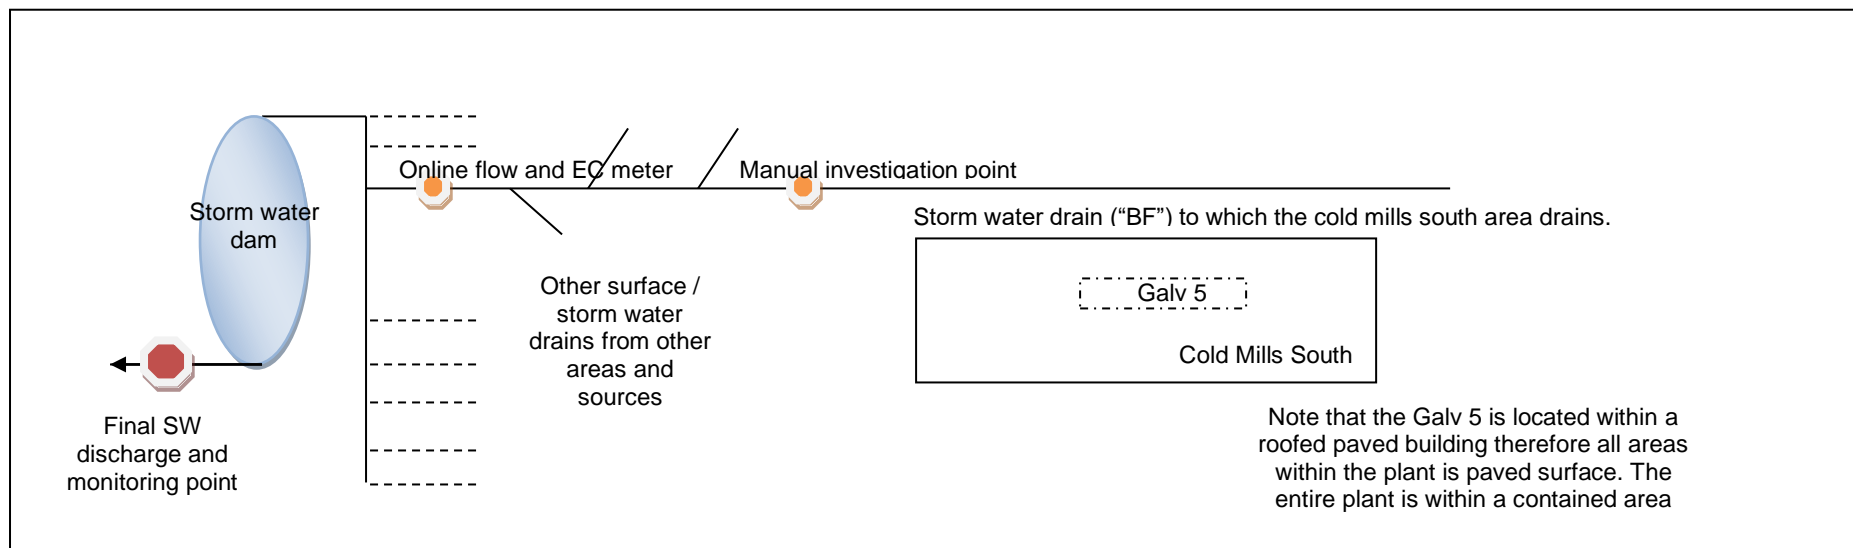 Online flow and EC meter
Manual investigation point
Storm water
dam
Storm water drain (“BF”) to which the cold mills south area drains.
Other surface /
storm water
drains from other
areas and
sources
Galv 5
Cold Mills South
Final SW
discharge and
monitoring point
Note that the Galv 5 is located within a
roofed paved building therefore all areas
within the plant is paved surface. The
entire plant is within a contained area